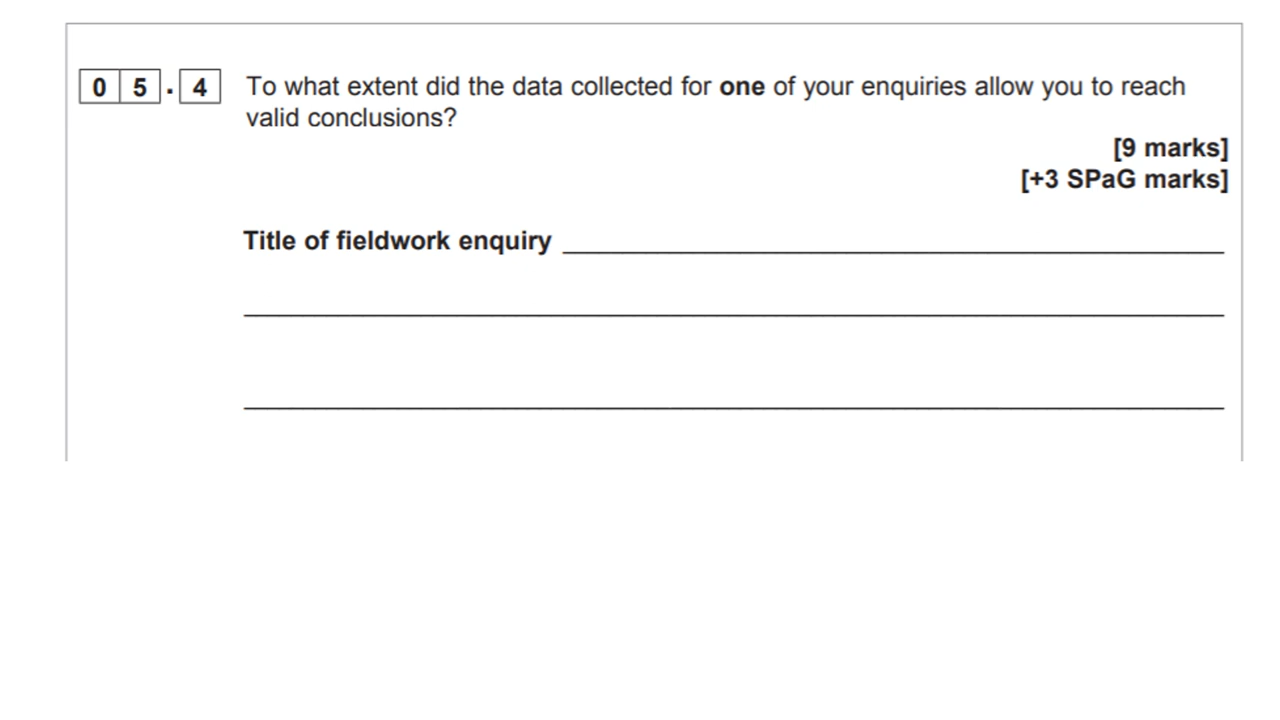 0 5 . 4 To what extent did the data collected for one of your enquiries allow you to reach
valid conclusions?
[9 marks]
[+3 SPaG marks]
Title of fieldwork enquiry